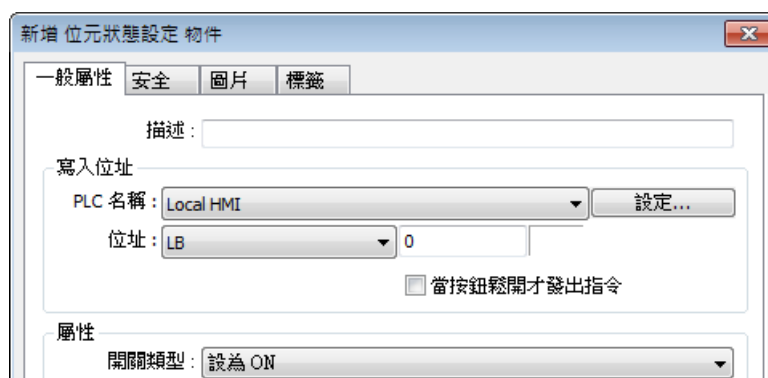 新增 位元狀態設定 物件
一般屬性 安全 圖片 標籤
描述 :
寫入位址
PLC 名稱 : Local HMI 設定...
位址 : LB 0
當按鈕鬆開才發出指令
屬性
開關類型 : 設為 ON